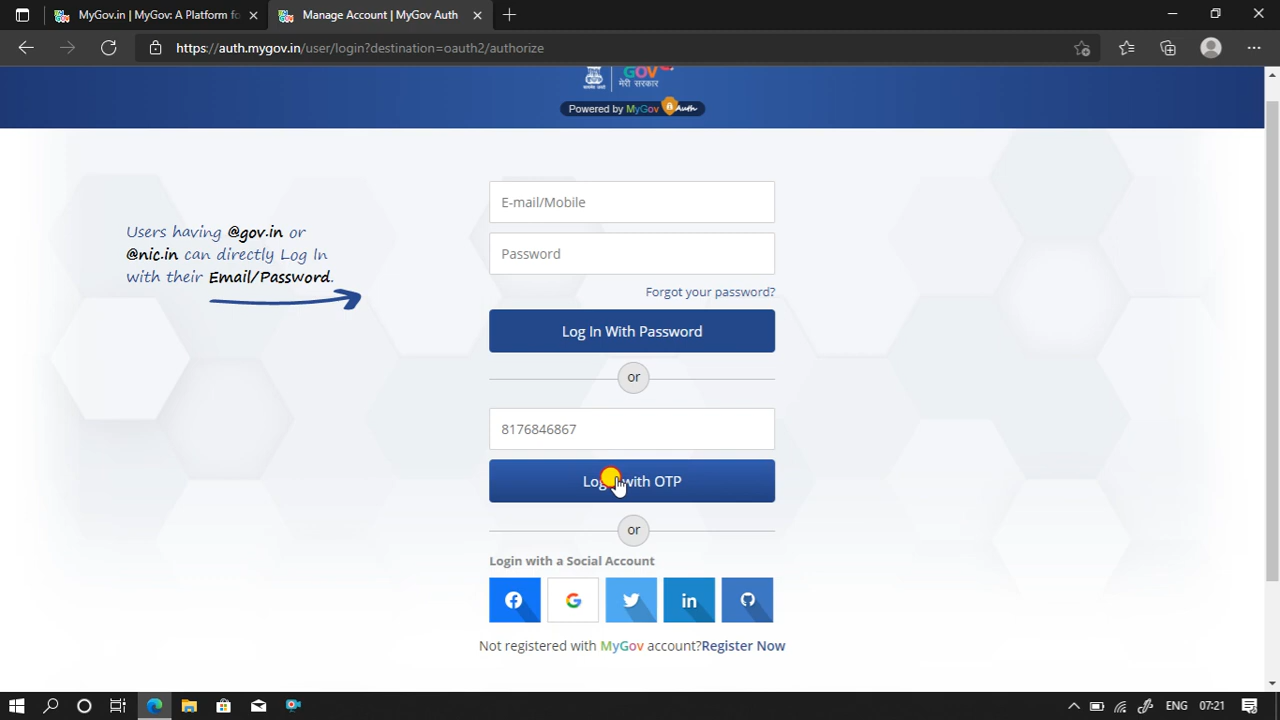 MyGov.in | MyGov: A Platform fo
Manage Account | MyGov Auth
https://auth.mygov.in/user/login?destination=oauth2/authorize
GOV
मेरी सरकार
Powered by MyGov Auth
Users having @gov.in or
@nic.in can directly Log In
with their Email/Password.
E-mail/Mobile
Password
Forgot your password?
Log In With Password
or
8176846867
with OTP
or
Login with a Social Account
Not registered with MyGov account?Register Now
ENG
07:21